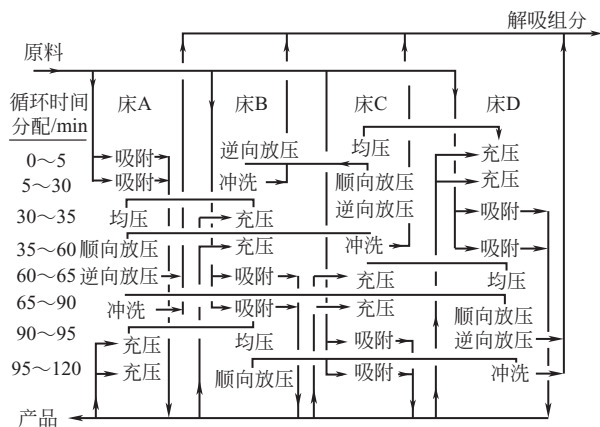 解吸组分
原料
循环时间
分配/min
床A
床B
床C
床D
0～5
吸附
逆向放压
均压
充压
5～30
吸附
冲洗
顺向放压
充压
30～35
均压
充压
逆向放压
吸附
35～60
顺向放压
充压
冲洗
吸附
60～65
逆向放压
吸附
充压
均压
65～90
冲洗
吸附
充压
顺向放压
90～95
充压
均压
吸附
逆向放压
95～120
充压
顺向放压
吸附
冲洗
产品